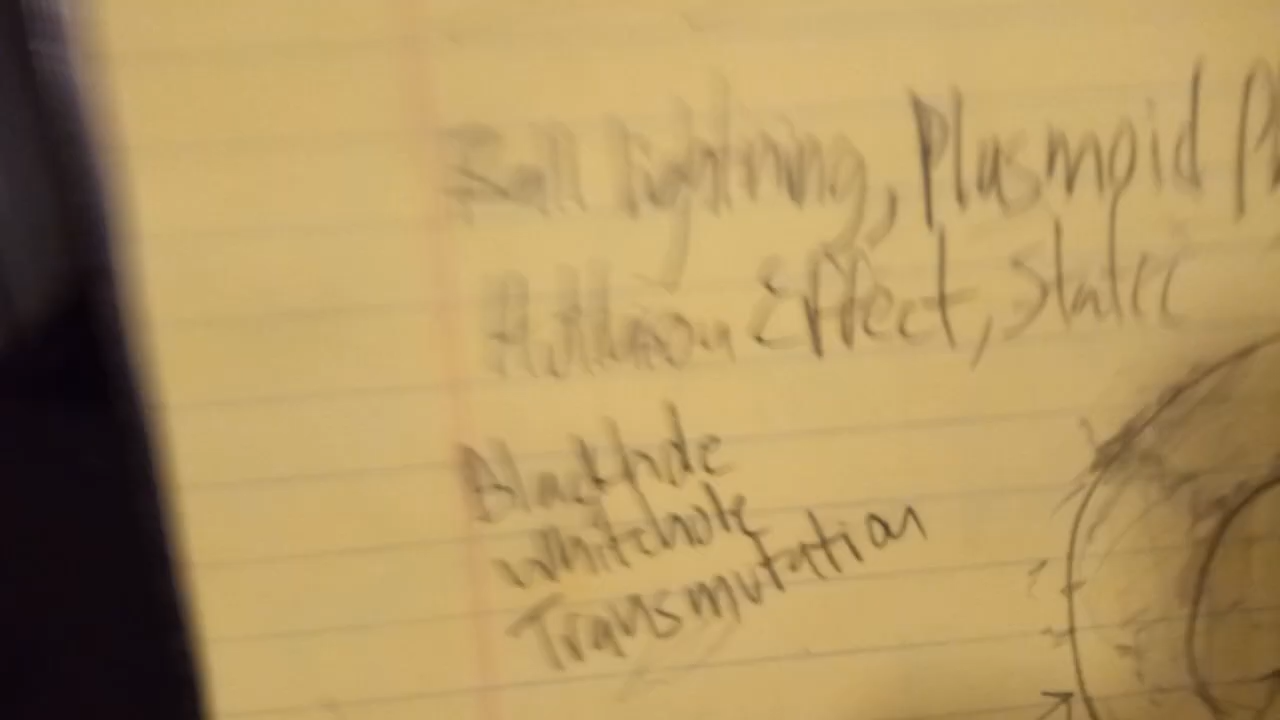 Ball lightning, Plasmoid
Effect, Static
Blackhole
Whitehole
Transmutation